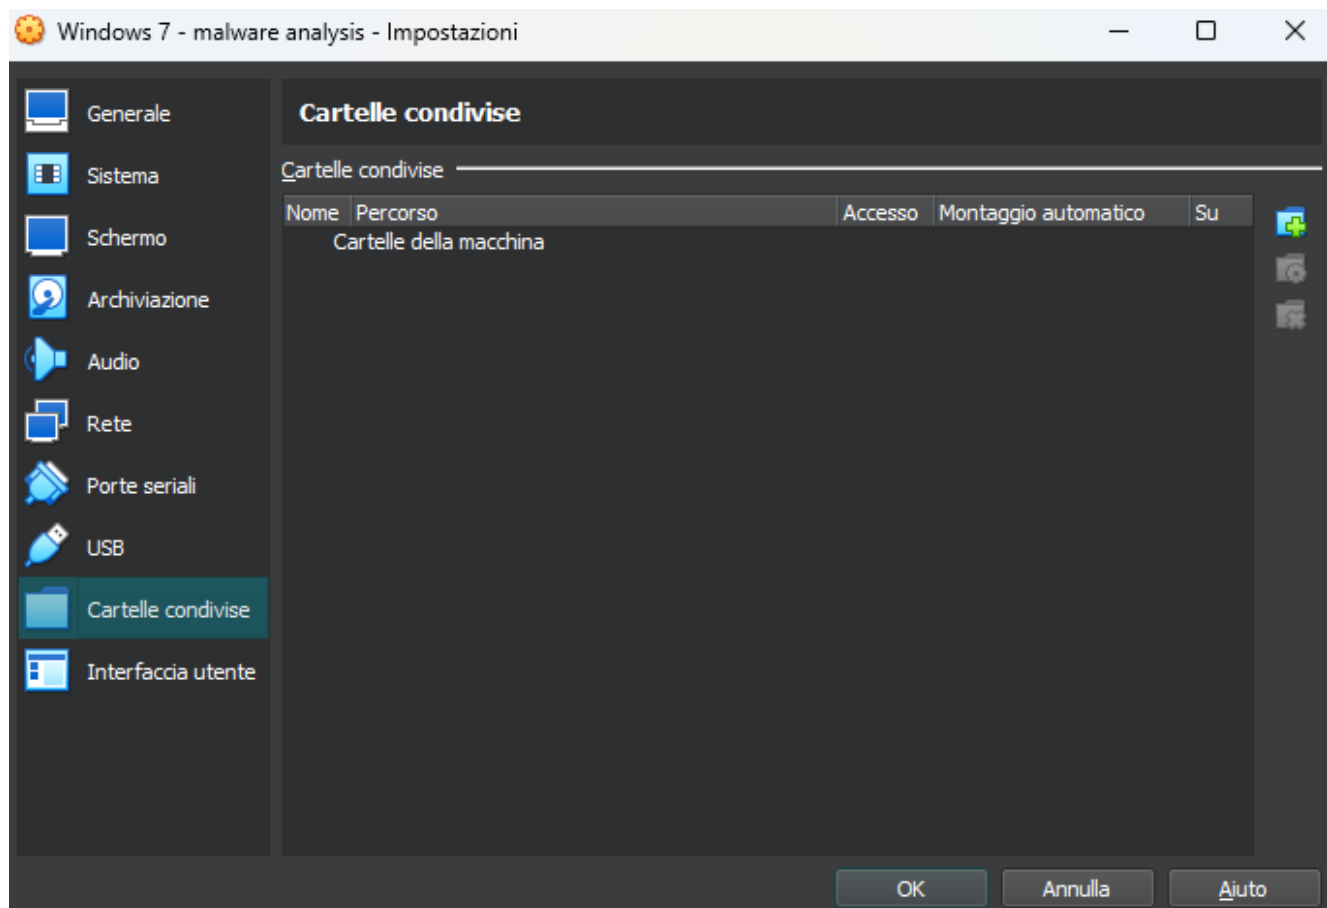 Windows 7 - malware analysis - Impostazioni
Generale
Sistema
Schermo
Archiviazione
Audio
Rete
Porte seriali
USB
Cartelle condivise
Interfaccia utente
Cartelle condivise
Cartelle condivise
Nome Percorso Accesso Montaggio automatico Su
Cartelle della macchina
OK Annulla Aiuto